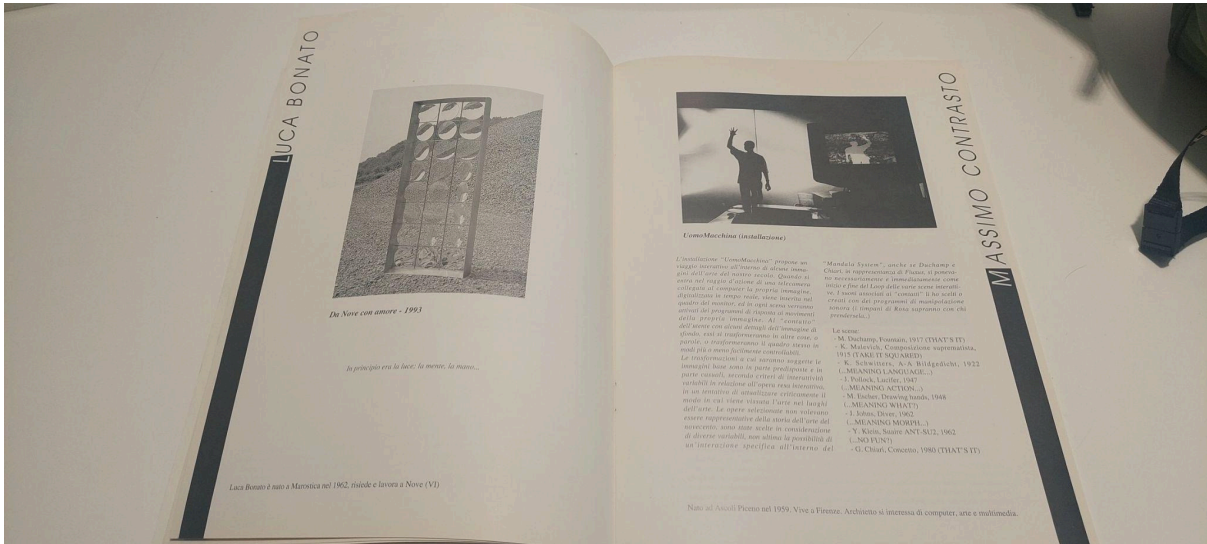 LUCA BONATO
Da Nove con amore - 1993
In principio era la luce: la mente, la mano...
Luca Bonato è nato a Marostica nel 1962, risiede e lavora a Nove (VI)
MASSIMO CONTRASTO
UomoMacchina (installazione)
L'installazione "UomoMacchina" propone un
viaggio interattivo all'interno di alcune imma-
gini dell'arte del nostro secolo. Quando si
entra nel raggio d'azione di una telecamera
collegata al computer la propria immagine,
digitalizzata in tempo reale, viene inserita nel
quadro del monitor, ed in ogni scena verranno
attivati dei programmi di risposta ai movimenti
della propria immagine. Al "contatto"
dell'utente con alcuni dettagli dell'immagine di
sfondo, essi si trasformeranno in altre cose, o
parole, o trasformeranno il quadro stesso in
modi più o meno facilmente controllabili.
Le trasformazioni a cui saranno soggette le
immagini base sono in parte predisposte e in
parte casuali, secondo criteri di interattività
variabili in relazione all'opera resa interattiva,
in un tentativo di attualizzare criticamente il
modo in cui viene vissuta l'arte nei luoghi
dell'arte. Le opere selezionate non volevano
essere rappresentative della storia dell'arte del
novecento, sono state scelte in considerazione
di diverse variabili, non ultima la possibilità di
un'interazione specifica all'interno del
"Mandala System", anche se Duchamp e
Chiari, in rappresentanza di Fluxus, si poneva-
no necessariamente e immediatamente come
inizio e fine del Loop delle varie scene interatti-
ve. I suoni associati ai "contatti" li ho scelti o
creati con dei programmi di manipolazione
sonora (i rimpianti di Rosa sapranno con chi
prendersela..)
Le scene
- M. Duchamp, Fountain, 1917 (THAT'S IT)
- K. Malevich, Composizione suprematista,
1915 (TAKE IT SQUARED)
- K. Schwitters, A-A Bildgedicht, 1922
(...MEANING LANGUAGE...)
- J. Pollock, Lucifer, 1947
(...MEANING ACTION...)
- M. Escher, Drawing hands, 1948
(...MEANING WHAT?)
- J. Johns, Diver, 1962
(...MEANING MORPH...)
- Y. Klein, Suaire ANT-SU2, 1962
(...NO FUN?)
- G. Chiari, Concetto, 1980 (THAT'S IT)
Nato ad Ascoli Piceno nel 1959. Vive a Firenze, Architetto si interessa di computer, arte e multimedia.